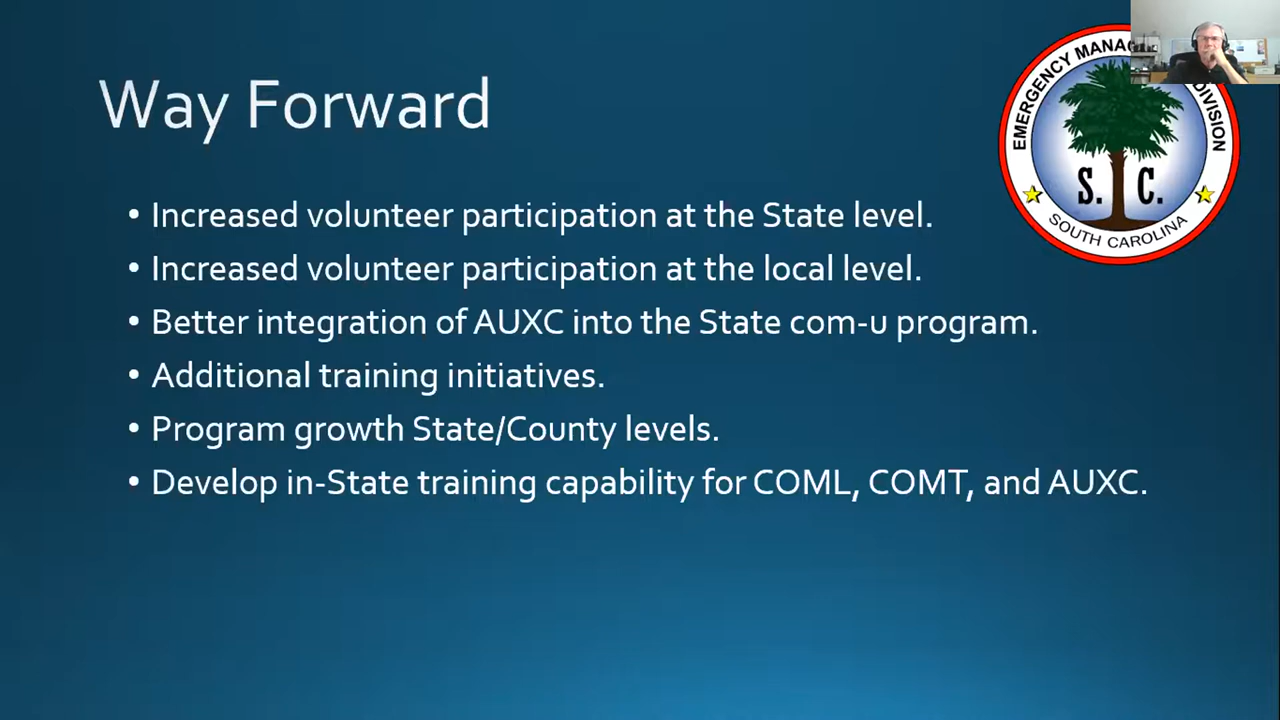 Way Forward
• Increased volunteer participation at the State level.
• Increased volunteer participation at the local level.
• Better integration of AUXC into the State com-u program.
• Additional training initiatives.
• Program growth State/County levels.
• Develop in-State training capability for COML, COMT, and AUXC.
EMERGENCY
S. C.
SOUTH CAROLINA